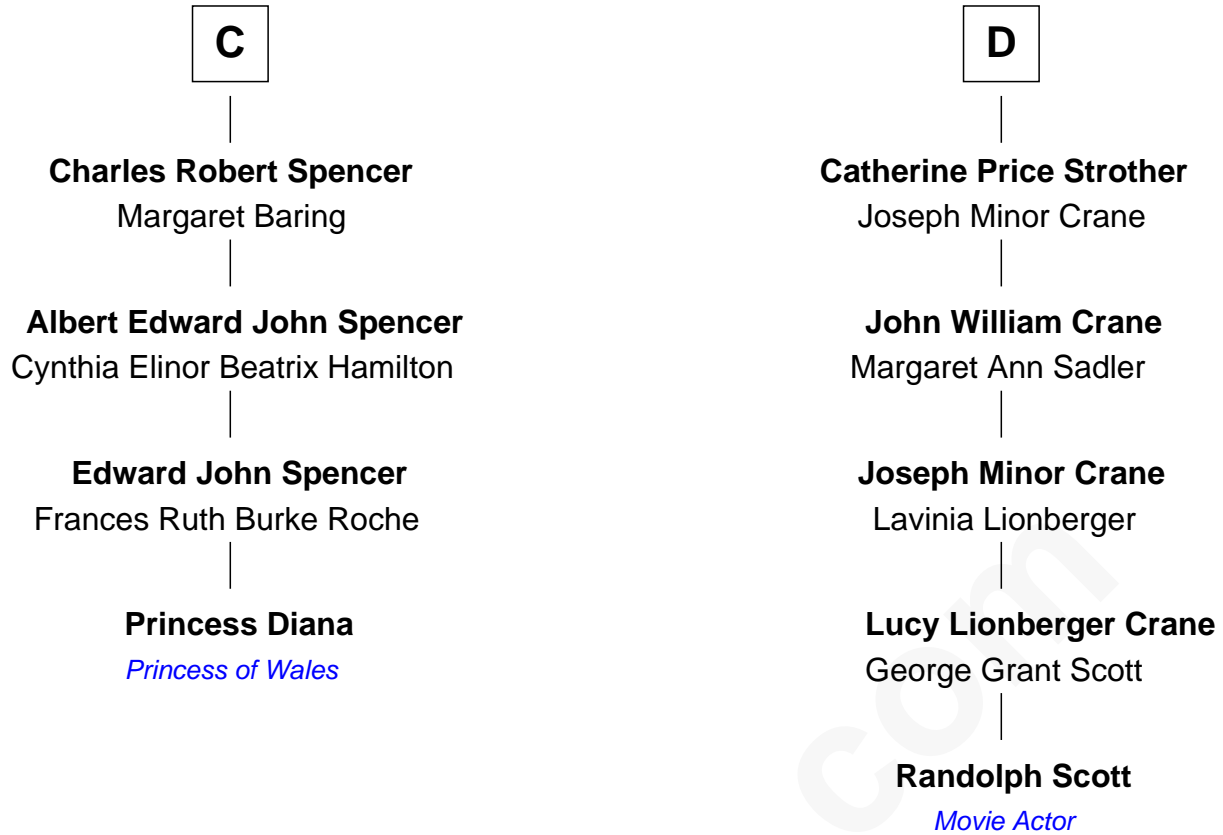 C
Charles Robert Spencer
Margaret Baring
Albert Edward John Spencer
Cynthia Elinor Beatrix Hamilton
Edward John Spencer
Frances Ruth Burke Roche
Princess Diana
Princess of Wales
D
Catherine Price Strother
Joseph Minor Crane
John William Crane
Margaret Ann Sadler
Joseph Minor Crane
Lavinia Lionberger
Lucy Lionberger Crane
George Grant Scott
Randolph Scott
Movie Actor
com